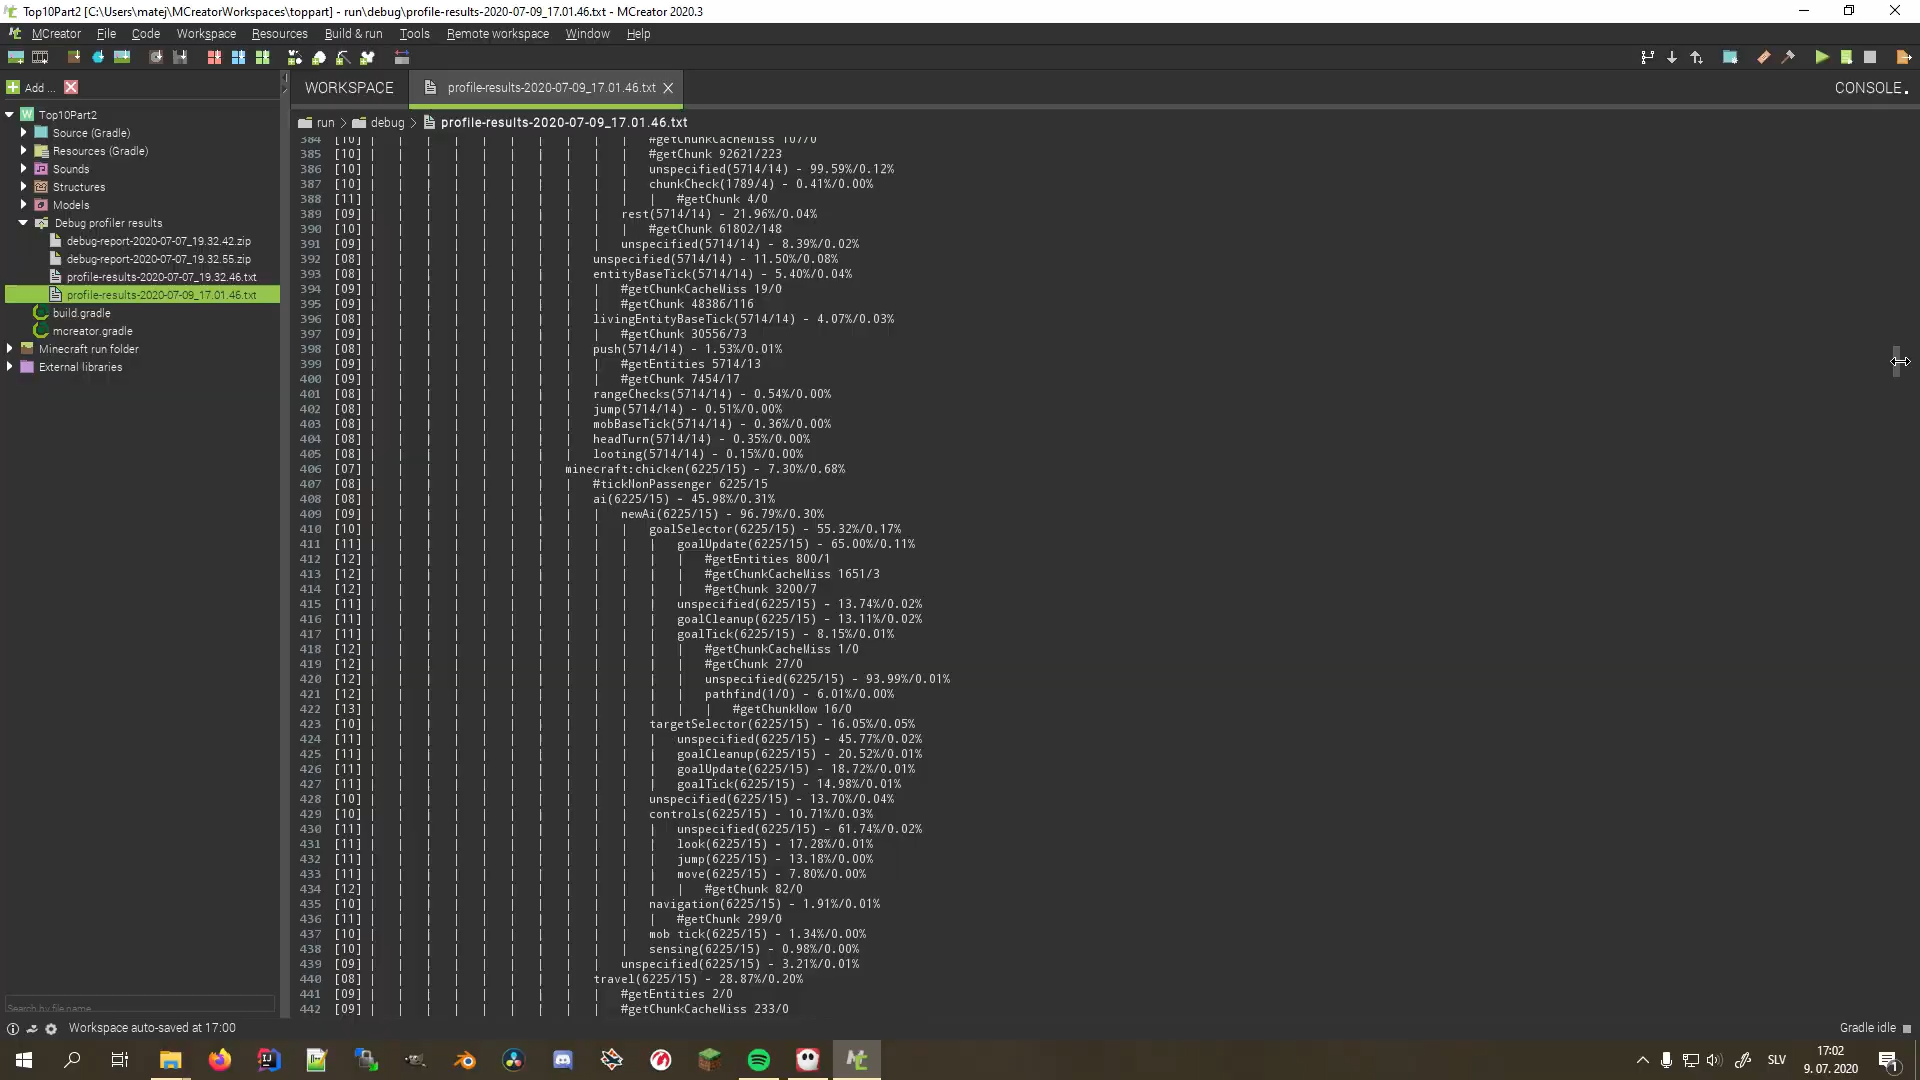 Top10Part2 [C:\Users\matej\MCreatorWorkspaces\toppart] - run\debug\profile-results-2020-07-09_17.01.46.txt - MCreator 2020.3
MCreator File Code Workspace Resources Build & run Tools Remote workspace Window Help
Add ...
WORKSPACE
profile-results-2020-07-09_17.01.46.txt
CONSOLE
Top10Part2
Source (Gradle)
Resources (Gradle)
Sounds
Structures
Models
Debug profiler results
debug-report-2020-07-07_19.32.42.zip
debug-report-2020-07-07_19.32.55.zip
profile-results-2020-07-07_19.32.46.txt
profile-results-2020-07-09_17.01.46.txt
build.gradle
mcreator.gradle
Minecraft run folder
External libraries
Search by file name
run > debug > profile-results-2020-07-09_17.01.46.txt
384 [10] | | | | | | | | | | #getChunkCacheMiss 107/0
385 [10] | | | | | | | | | | #getChunk 92621/223
386 [10] | | | | | | | | | | unspecified(5714/14) - 99.59%/0.12%
387 [10] | | | | | | | | | | chunkCheck(1789/4) - 0.41%/0.00%
388 [11] | | | | | | | | | | | #getChunk 4/0
389 [09] | | | | | | | | | rest(5714/14) - 21.96%/0.04%
390 [10] | | | | | | | | | | #getChunk 61802/148
391 [09] | | | | | | | | | unspecified(5714/14) - 8.39%/0.02%
392 [08] | | | | | | | | unspecified(5714/14) - 11.50%/0.08%
393 [08] | | | | | | | | entityBaseTick(5714/14) - 5.40%/0.04%
394 [09] | | | | | | | | | #getChunkCacheMiss 19/0
395 [09] | | | | | | | | | #getChunk 48386/116
396 [08] | | | | | | | | livingEntityBaseTick(5714/14) - 4.07%/0.03%
397 [09] | | | | | | | | | #getChunk 30556/73
398 [08] | | | | | | | | push(5714/14) - 1.53%/0.01%
399 [09] | | | | | | | | | #getEntities 5714/13
400 [09] | | | | | | | | | #getChunk 7454/17
401 [08] | | | | | | | | rangeChecks(5714/14) - 0.54%/0.00%
402 [08] | | | | | | | | jump(5714/14) - 0.51%/0.00%
403 [08] | | | | | | | | mobBaseTick(5714/14) - 0.36%/0.00%
404 [08] | | | | | | | | headTurn(5714/14) - 0.35%/0.00%
405 [08] | | | | | | | | looting(5714/14) - 0.15%/0.00%
406 [07] | | | | | | | minecraft:chicken(6225/15) - 7.30%/0.68%
407 [08] | | | | | | | | #tickNonPassenger 6225/15
408 [08] | | | | | | | | ai(6225/15) - 45.98%/0.31%
409 [09] | | | | | | | | | newAi(6225/15) - 96.79%/0.30%
410 [10] | | | | | | | | | | goalSelector(6225/15) - 55.32%/0.17%
411 [11] | | | | | | | | | | | goalUpdate(6225/15) - 65.00%/0.11%
412 [12] | | | | | | | | | | | | #getEntities 800/1
413 [12] | | | | | | | | | | | | #getChunkCacheMiss 1651/3
414 [12] | | | | | | | | | | | | #getChunk 3200/7
415 [11] | | | | | | | | | | | unspecified(6225/15) - 13.74%/0.02%
416 [11] | | | | | | | | | | | goalCleanup(6225/15) - 13.11%/0.02%
417 [11] | | | | | | | | | | | goalTick(6225/15) - 8.15%/0.01%
418 [12] | | | | | | | | | | | | #getChunkCacheMiss 1/0
419 [12] | | | | | | | | | | | | #getChunk 27/0
420 [12] | | | | | | | | | | | | unspecified(6225/15) - 93.99%/0.01%
421 [12] | | | | | | | | | | | | pathfind(1/0) - 6.01%/0.00%
422 [13] | | | | | | | | | | | | | #getChunkNow 16/0
423 [10] | | | | | | | | | | targetSelector(6225/15) - 16.05%/0.05%
424 [11] | | | | | | | | | | | unspecified(6225/15) - 45.77%/0.02%
425 [11] | | | | | | | | | | | goalCleanup(6225/15) - 20.52%/0.01%
426 [11] | | | | | | | | | | | goalUpdate(6225/15) - 18.72%/0.01%
427 [11] | | | | | | | | | | | goalTick(6225/15) - 14.98%/0.01%
428 [10] | | | | | | | | | | unspecified(6225/15) - 13.70%/0.04%
429 [10] | | | | | | | | | | controls(6225/15) - 10.71%/0.03%
430 [11] | | | | | | | | | | | unspecified(6225/15) - 61.74%/0.02%
431 [11] | | | | | | | | | | | look(6225/15) - 17.28%/0.01%
432 [11] | | | | | | | | | | | jump(6225/15) - 13.18%/0.00%
433 [11] | | | | | | | | | | | move(6225/15) - 7.80%/0.00%
434 [12] | | | | | | | | | | | | #getChunk 82/0
435 [10] | | | | | | | | | | navigation(6225/15) - 1.91%/0.01%
436 [11] | | | | | | | | | | | #getChunk 299/0
437 [10] | | | | | | | | | | mob tick(6225/15) - 1.34%/0.00%
438 [10] | | | | | | | | | | sensing(6225/15) - 0.98%/0.00%
439 [09] | | | | | | | | | unspecified(6225/15) - 3.21%/0.01%
440 [08] | | | | | | | | travel(6225/15) - 28.87%/0.20%
441 [09] | | | | | | | | | #getEntities 2/0
442 [09] | | | | | | | | | #getChunkCacheMiss 233/0
Workspace auto-saved at 17:00
Gradle idle
SLV
17:02
9. 07. 2020
1